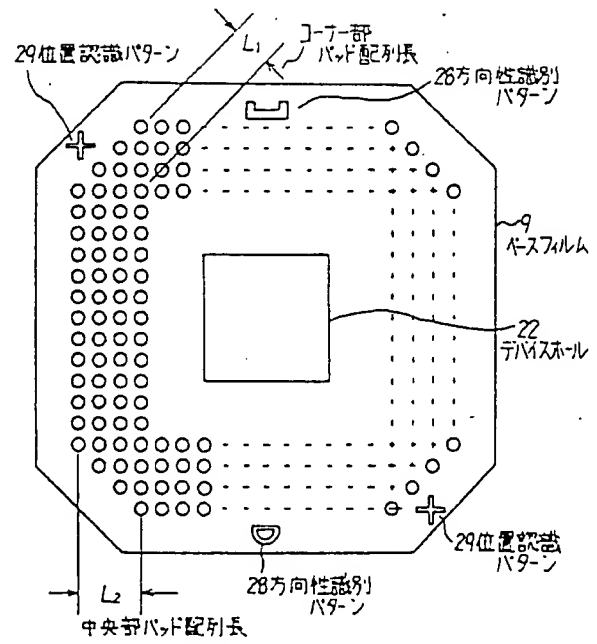 L₁
コーナー部
パッド配列長
29位置認識パターン
28方向性識別
パターン
9
ベースフィルム
22
デバイスホール
29位置認識
パターン
28方向性識別
パターン
L₂
中央部パッド配列長